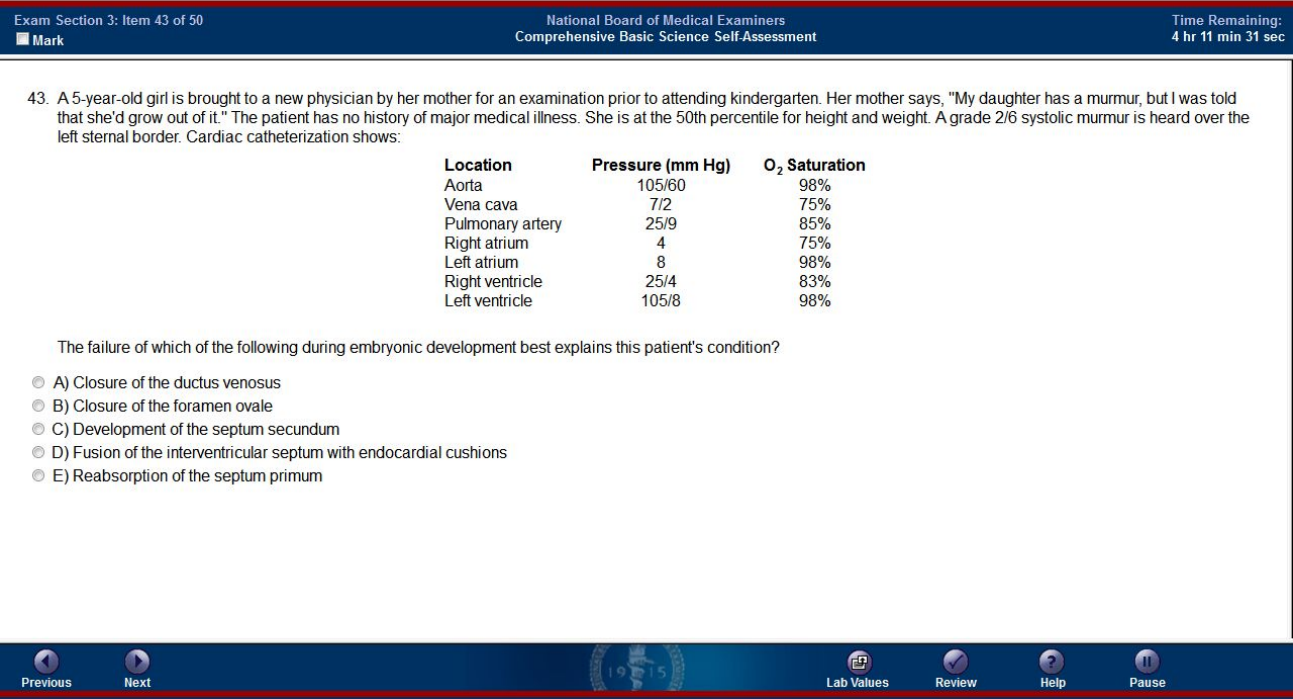 Exam Section 3: Item 43 of 50
National Board of Medical Examiners
Time Remaining:
Mark
Comprehensive Basic Science Self-Assessment
4 hr 11 min 31 sec
43. A 5-year-old girl is brought to a new physician by her mother for an examination prior to attending kindergarten. Her mother says, "My daughter has a murmur, but I was told
that she'd grow out of it." The patient has no history of major medical illness. She is at the 50th percentile for height and weight. A grade 2/6 systolic murmur is heard over the
left sternal border. Cardiac catheterization shows:
Location Pressure (mm Hg) O₂ Saturation
Aorta 105/60 98%
Vena cava 7/2 75%
Pulmonary artery 25/9 85%
Right atrium 4 75%
Left atrium 8 98%
Right ventricle 25/4 83%
Left ventricle 105/8 98%
The failure of which of the following during embryonic development best explains this patient's condition?
A) Closure of the ductus venosus
B) Closure of the foramen ovale
C) Development of the septum secundum
D) Fusion of the interventricular septum with endocardial cushions
E) Reabsorption of the septum primum
1915
Previous
Next
Lab Values
Review
Help
Pause